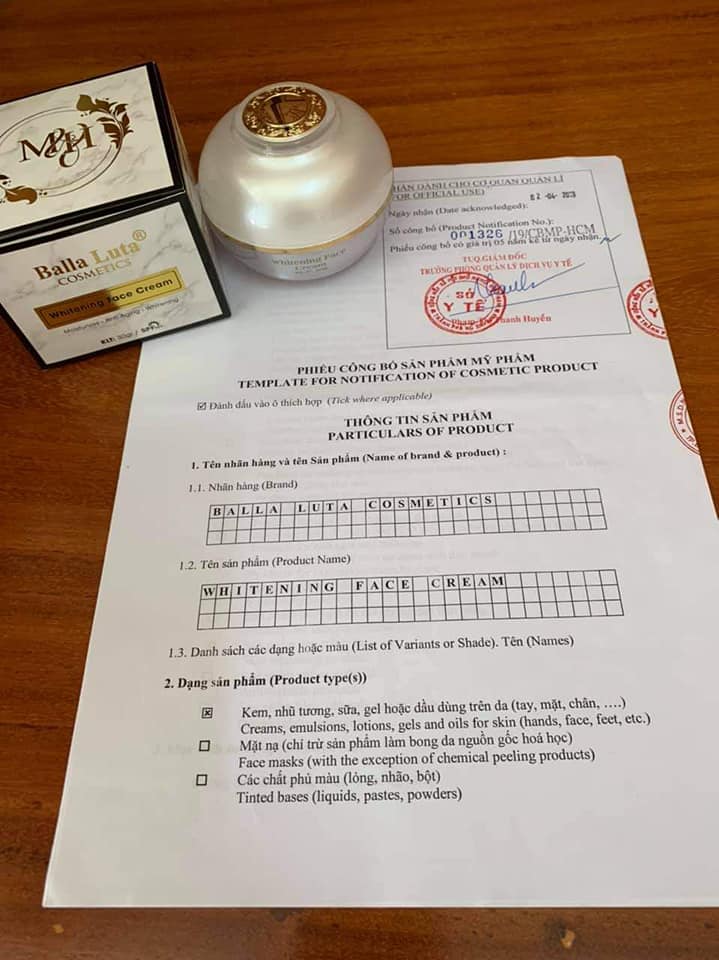 Balla Luta®
COSMETICS
Whitening Face Cream
Moisturize - Anti Aging - Whitening
Whitening Face
Cream
PHẦN DÀNH CHO CƠ QUAN QUẢN LÍ
FOR OFFICIAL USE)
Ngày nhận (Date acknowledged):
Số công bố (Product Notification No.):
001326 /19/CBMP-HCM
Phiếu công bố có giá trị 05 năm kể từ ngày nhận
TUQ.GIÁM ĐỐC
TRƯỞNG PHÒNG QUẢN LÝ DỊCH VỤ Y TẾ
SỞ
Y TẾ
Thanh Huyền
PHIẾU CÔNG BỐ SẢN PHẨM MỸ PHẨM
TEMPLATE FOR NOTIFICATION OF COSMETIC PRODUCT
☑ Đánh dấu vào ô thích hợp (Tick where applicable)
THÔNG TIN SẢN PHẨM
PARTICULARS OF PRODUCT
1. Tên nhãn hàng và tên Sản phẩm (Name of brand & product) :
1.1. Nhãn hàng (Brand)
BALLA LUTA COSMETICS
1.2. Tên sản phẩm (Product Name)
WHITENING FACE CREAM
1.3. Danh sách các dạng hoặc màu (List of Variants or Shade). Tên (Names)
2. Dạng sản phẩm (Product type(s))
☒ Kem, nhũ tương, sữa, gel hoặc dầu dùng trên da (tay, mặt, chân, ….)
Creams, emulsions, lotions, gels and oils for skin (hands, face, feet, etc.)
☐ Mặt nạ (chỉ trừ sản phẩm làm bong da nguồn gốc hoá học)
Face masks (with the exception of chemical peeling products)
☐ Các chất phủ màu (lỏng, nhão, bột)
Tinted bases (liquids, pastes, powders)